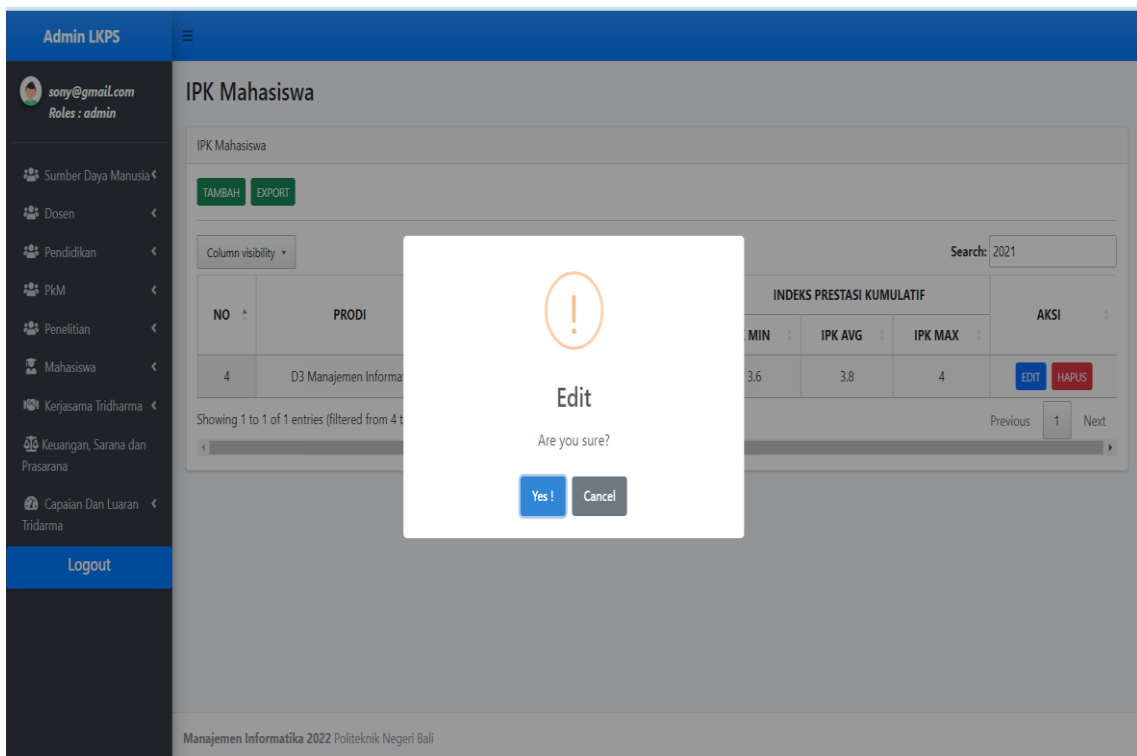 Admin LKPS
sony@gmail.com
Roles : admin
Sumber Daya Manusia
Dosen
Pendidikan
PkM
Penelitian
Mahasiswa
Kerjasama Tridharma
Keuangan, Sarana dan
Prasarana
Capaian Dan Luaran
Tridarma
Logout
IPK Mahasiswa
IPK Mahasiswa
TAMBAH EXPORT
Column visibility
Search: 2021
NO PRODI INDEKS PRESTASI KUMULATIF AKSI
MIN IPK AVG IPK MAX
4 D3 Manajemen Informa 3.6 3.8 4 EDIT HAPUS
Showing 1 to 1 of 1 entries (filtered from 4 t
Previous 1 Next
!
Edit
Are you sure?
Yes ! Cancel
Manajemen Informatika 2022 Politeknik Negeri Bali